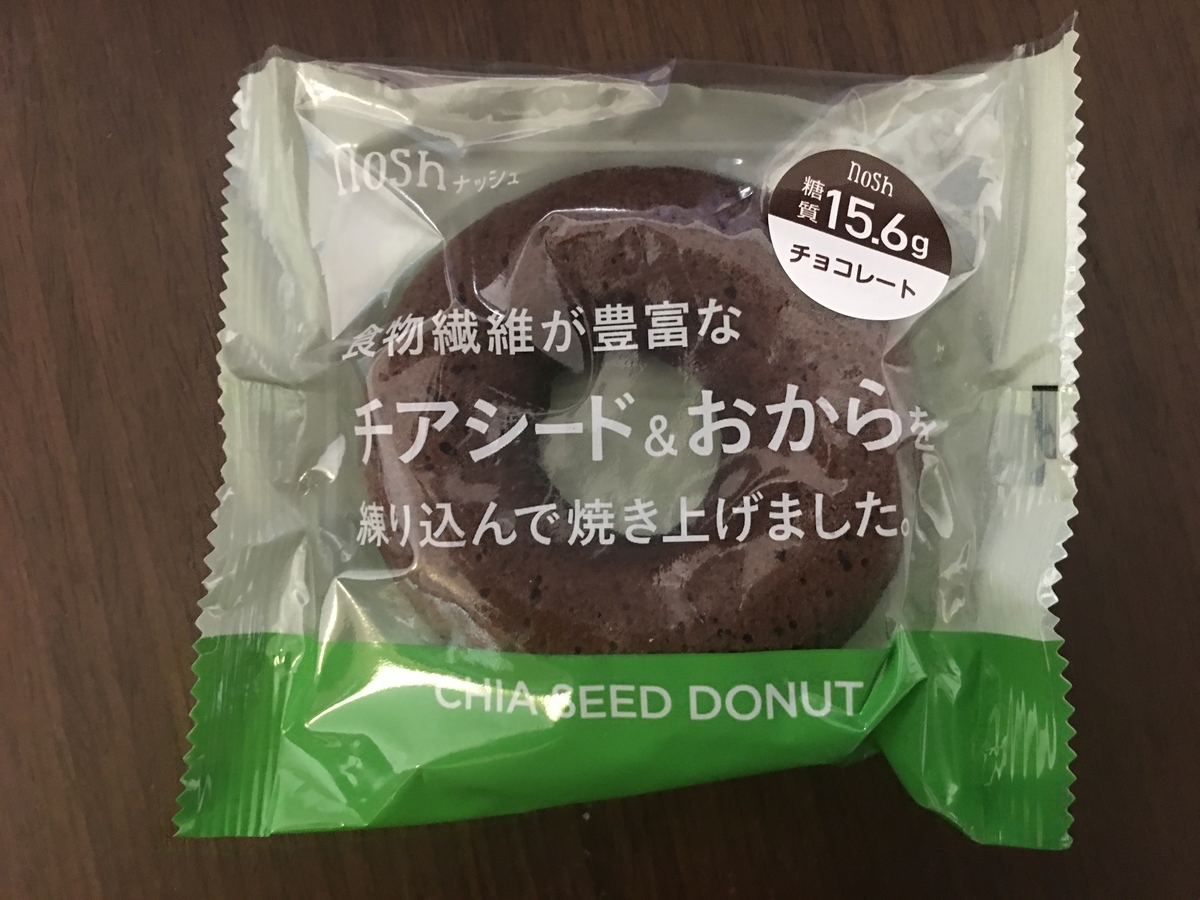 nosh ナッシュ
nosh
糖質 15.6g
チョコレート
食物繊維が豊富な
チアシード&おからを
練り込んで焼き上げました。
CHIA SEED DONUT